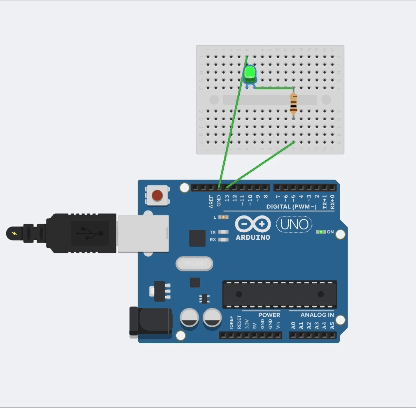 AREF
GND
13
12
~11
~10
~9
8
7
~6
~5
4
~3
2
TX→1
RX←0
DIGITAL (PWM ~)
L
TX
RX
UNO
ARDUINO
ON
POWER
ANALOG IN
IOREF
RESET
3.3V
5V
GND
GND
Vin
A0
A1
A2
A3
A4
A5